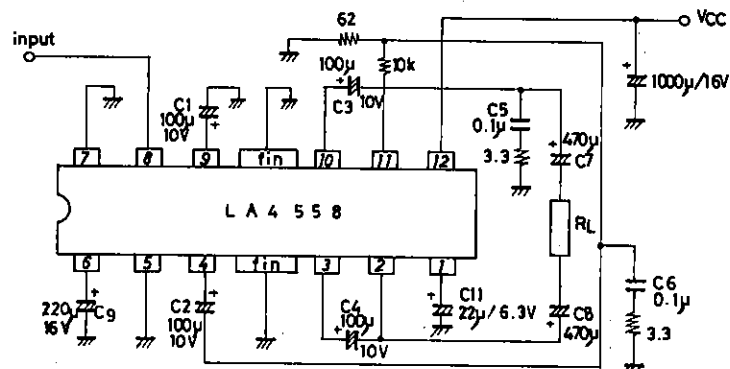 62
VCC
input
100µ
10k
+
+
1000µ/16V
C1
C3
10V
C5
100µ
0.1µ
470µ
+
10V
+
3.3
C7
7
8
9
fin
10
11
12
LA4558
RL
6
5
4
fin
3
2
1
+
+
C4
+
C11
C8
C6
220µ
C9
C2
100µ
22µ/6.3V
+
0.1µ
16V
100µ
+
470µ
10V
10V
3.3